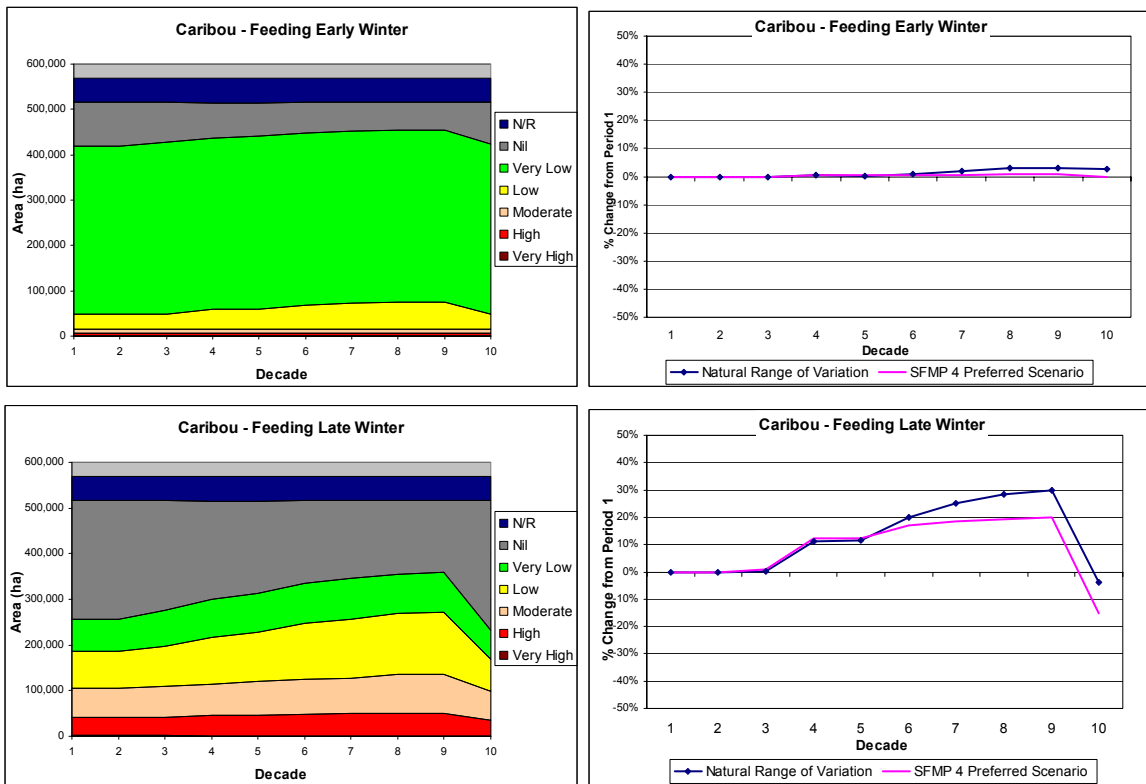 Caribou - Feeding Early Winter
600,000
500,000
400,000
300,000
200,000
100,000
0
Area (ha)
1 2 3 4 5 6 7 8 9 10
Decade
N/R
Nil
Very Low
Low
Moderate
High
Very High
Caribou - Feeding Early Winter
50%
40%
30%
20%
10%
0%
-10%
-20%
-30%
-40%
-50%
% Change from Period 1
1 2 3 4 5 6 7 8 9 10
Decade
Natural Range of Variation SFMP 4 Preferred Scenario
Caribou - Feeding Late Winter
600,000
500,000
400,000
300,000
200,000
100,000
0
Area (ha)
1 2 3 4 5 6 7 8 9 10
Decade
N/R
Nil
Very Low
Low
Moderate
High
Very High
Caribou - Feeding Late Winter
50%
40%
30%
20%
10%
0%
-10%
-20%
-30%
-40%
-50%
% Change from Period 1
1 2 3 4 5 6 7 8 9 10
Decade
Natural Range of Variation SFMP 4 Preferred Scenario